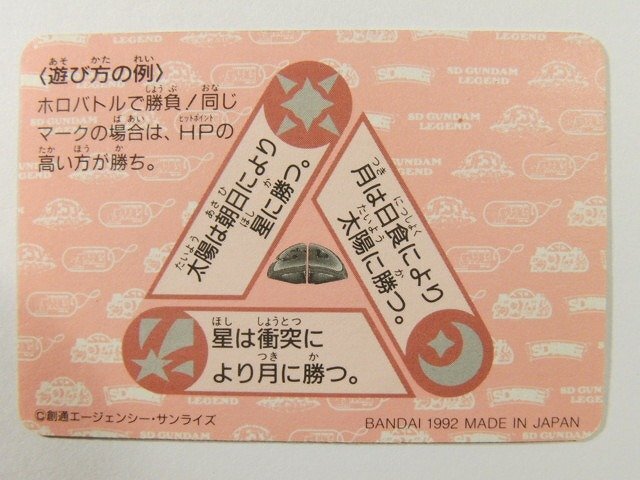 〈遊び方の例〉
ホロバトルで勝負!同じ
マークの場合は、HPの
高い方が勝ち。
太陽は朝日により
星に勝つ。
月は日食により
太陽に勝つ。
星は衝突に
より月に勝つ。
©創通エージェンシー・サンライズ
BANDAI 1992 MADE IN JAPAN
SD GUNDAM
LEGEND